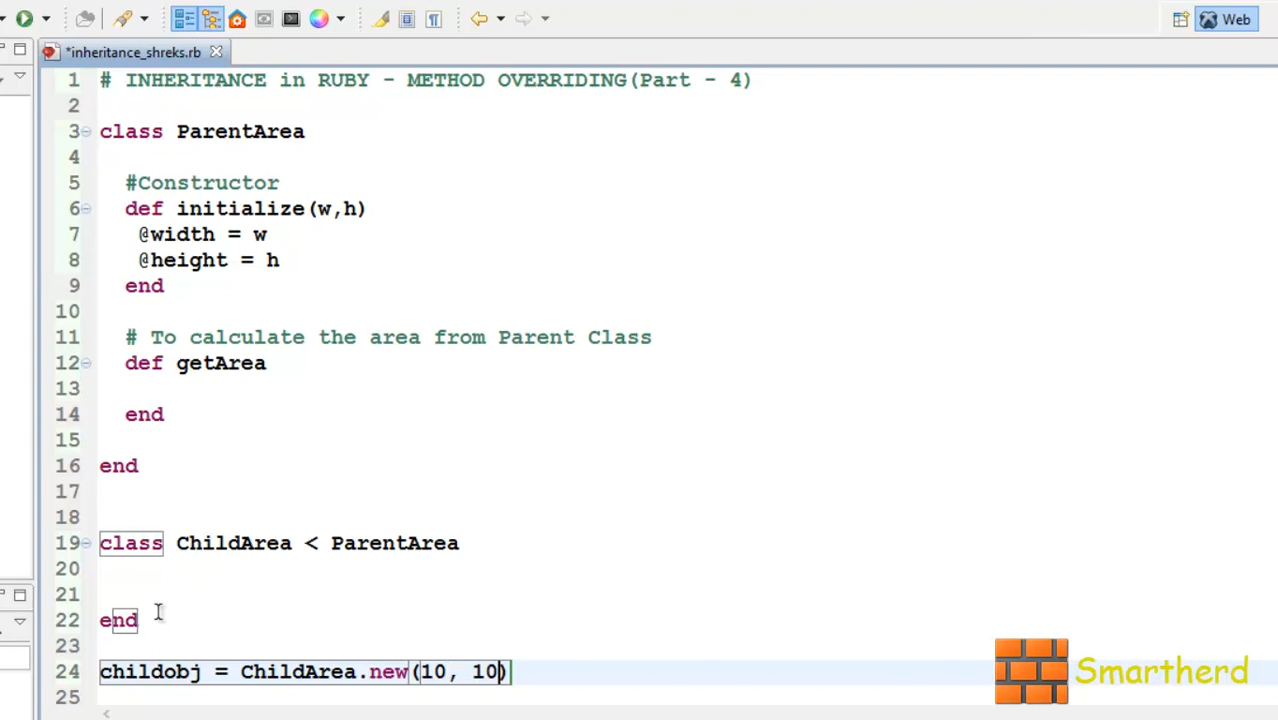 Web
*inheritance_shreks.rb
1 # INHERITANCE in RUBY - METHOD OVERRIDING(Part - 4)
2
3 class ParentArea
4
5 #Constructor
6 def initialize(w,h)
7 @width = w
8 @height = h
9 end
10
11 # To calculate the area from Parent Class
12 def getArea
13
14 end
15
16 end
17
18
19 class ChildArea < ParentArea
20
21
22 end
23
24 childobj = ChildArea.new(10, 10)
25
Smartherd